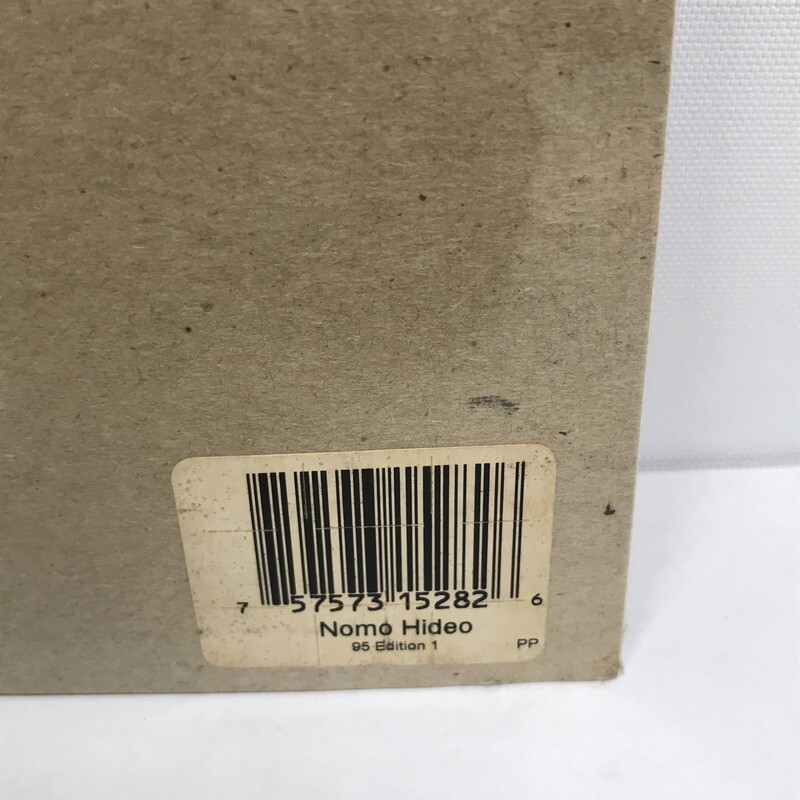 7 57573 15282 6
Nomo Hideo
95 Edition 1
PP